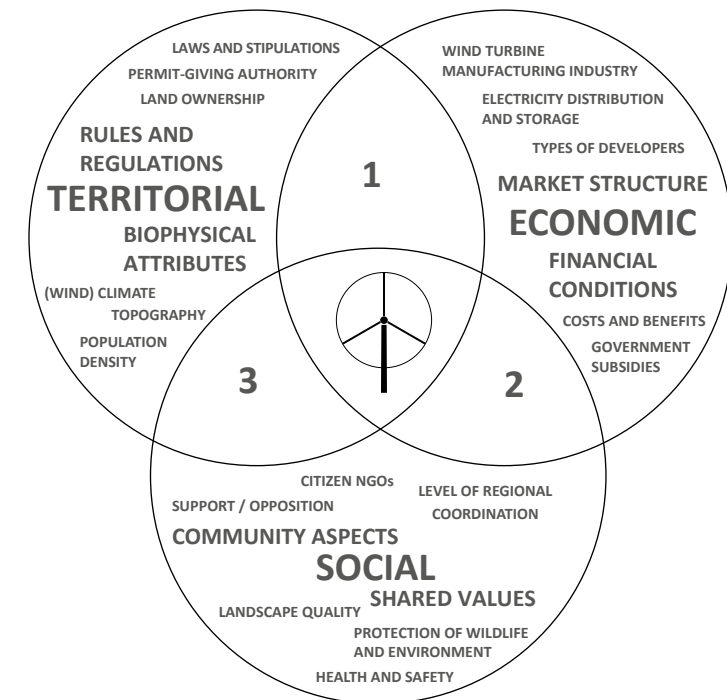 LAWS AND STIPULATIONS
PERMIT-GIVING AUTHORITY
LAND OWNERSHIP
RULES AND
REGULATIONS
TERRITORIAL
BIOPHYSICAL
ATTRIBUTES
(WIND) CLIMATE
TOPOGRAPHY
POPULATION
DENSITY
1
WIND TURBINE
MANUFACTURING INDUSTRY
ELECTRICITY DISTRIBUTION
AND STORAGE
TYPES OF DEVELOPERS
MARKET STRUCTURE
ECONOMIC
FINANCIAL
CONDITIONS
COSTS AND BENEFITS
GOVERNMENT
SUBSIDIES
3
2
CITIZEN NGOs
SUPPORT / OPPOSITION
LEVEL OF REGIONAL
COORDINATION
COMMUNITY ASPECTS
SOCIAL
SHARED VALUES
LANDSCAPE QUALITY
PROTECTION OF WILDLIFE
AND ENVIRONMENT
HEALTH AND SAFETY